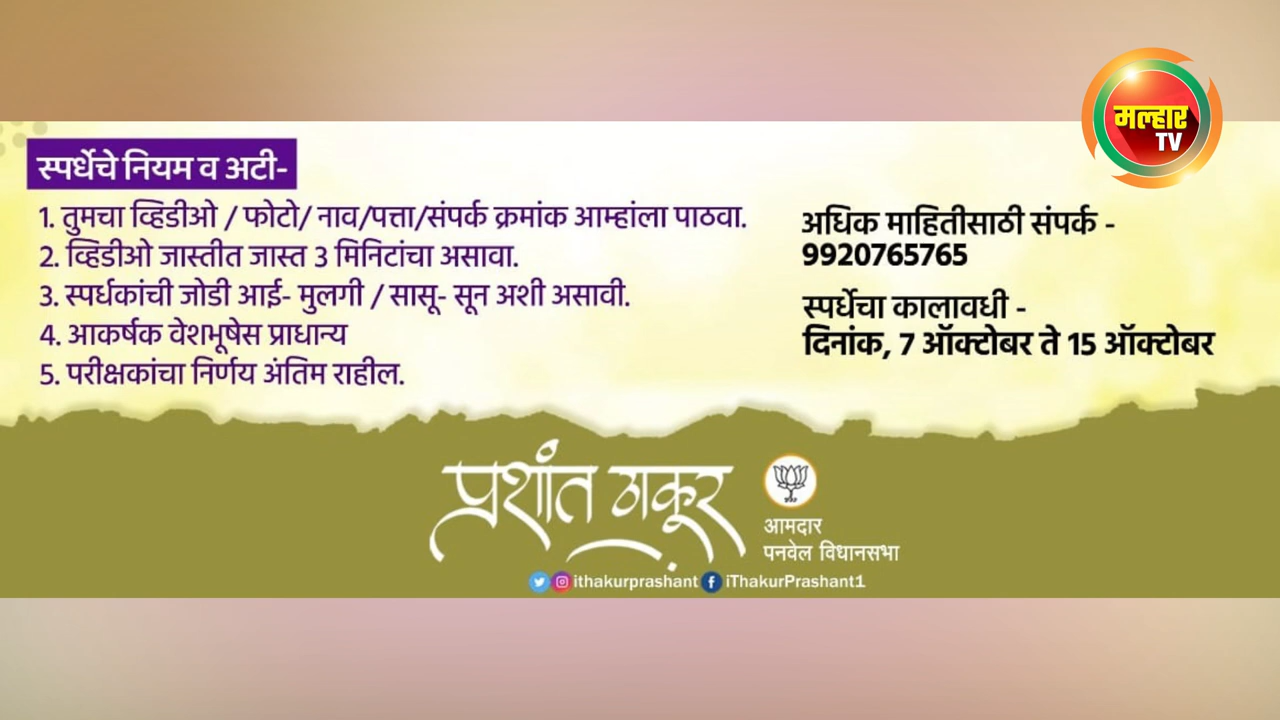 मल्हार
TV
स्पर्धेचे नियम व अटी-
1. तुमचा व्हिडीओ / फोटो/ नाव/पत्ता/संपर्क क्रमांक आम्हांला पाठवा.
2. व्हिडीओ जास्तीत जास्त 3 मिनिटांचा असावा.
3. स्पर्धकांची जोडी आई- मुलगी / सासू- सून अशी असावी.
4. आकर्षक वेशभूषेस प्राधान्य
5. परीक्षकांचा निर्णय अंतिम राहील.
अधिक माहितीसाठी संपर्क -
9920765765
स्पर्धेचा कालावधी -
दिनांक, 7 ऑक्टोबर ते 15 ऑक्टोबर
प्रशांत ठाकूर
आमदार
पनवेल विधानसभा
ithakurprashant iThakurPrashant1